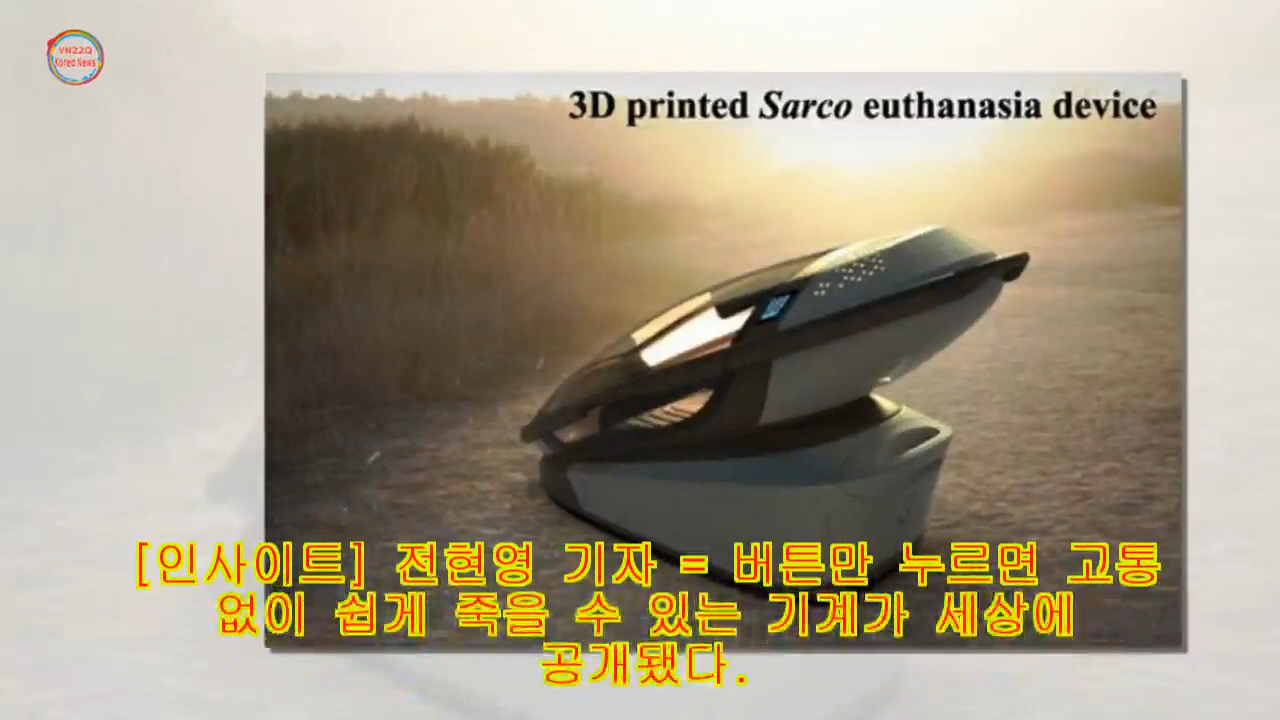 VN22Q
Korea News
3D printed Sarco euthanasia device
[인사이트] 전현영 기자 = 버튼만 누르면 고통
없이 쉽게 죽을 수 있는 기계가 세상에
공개됐다.